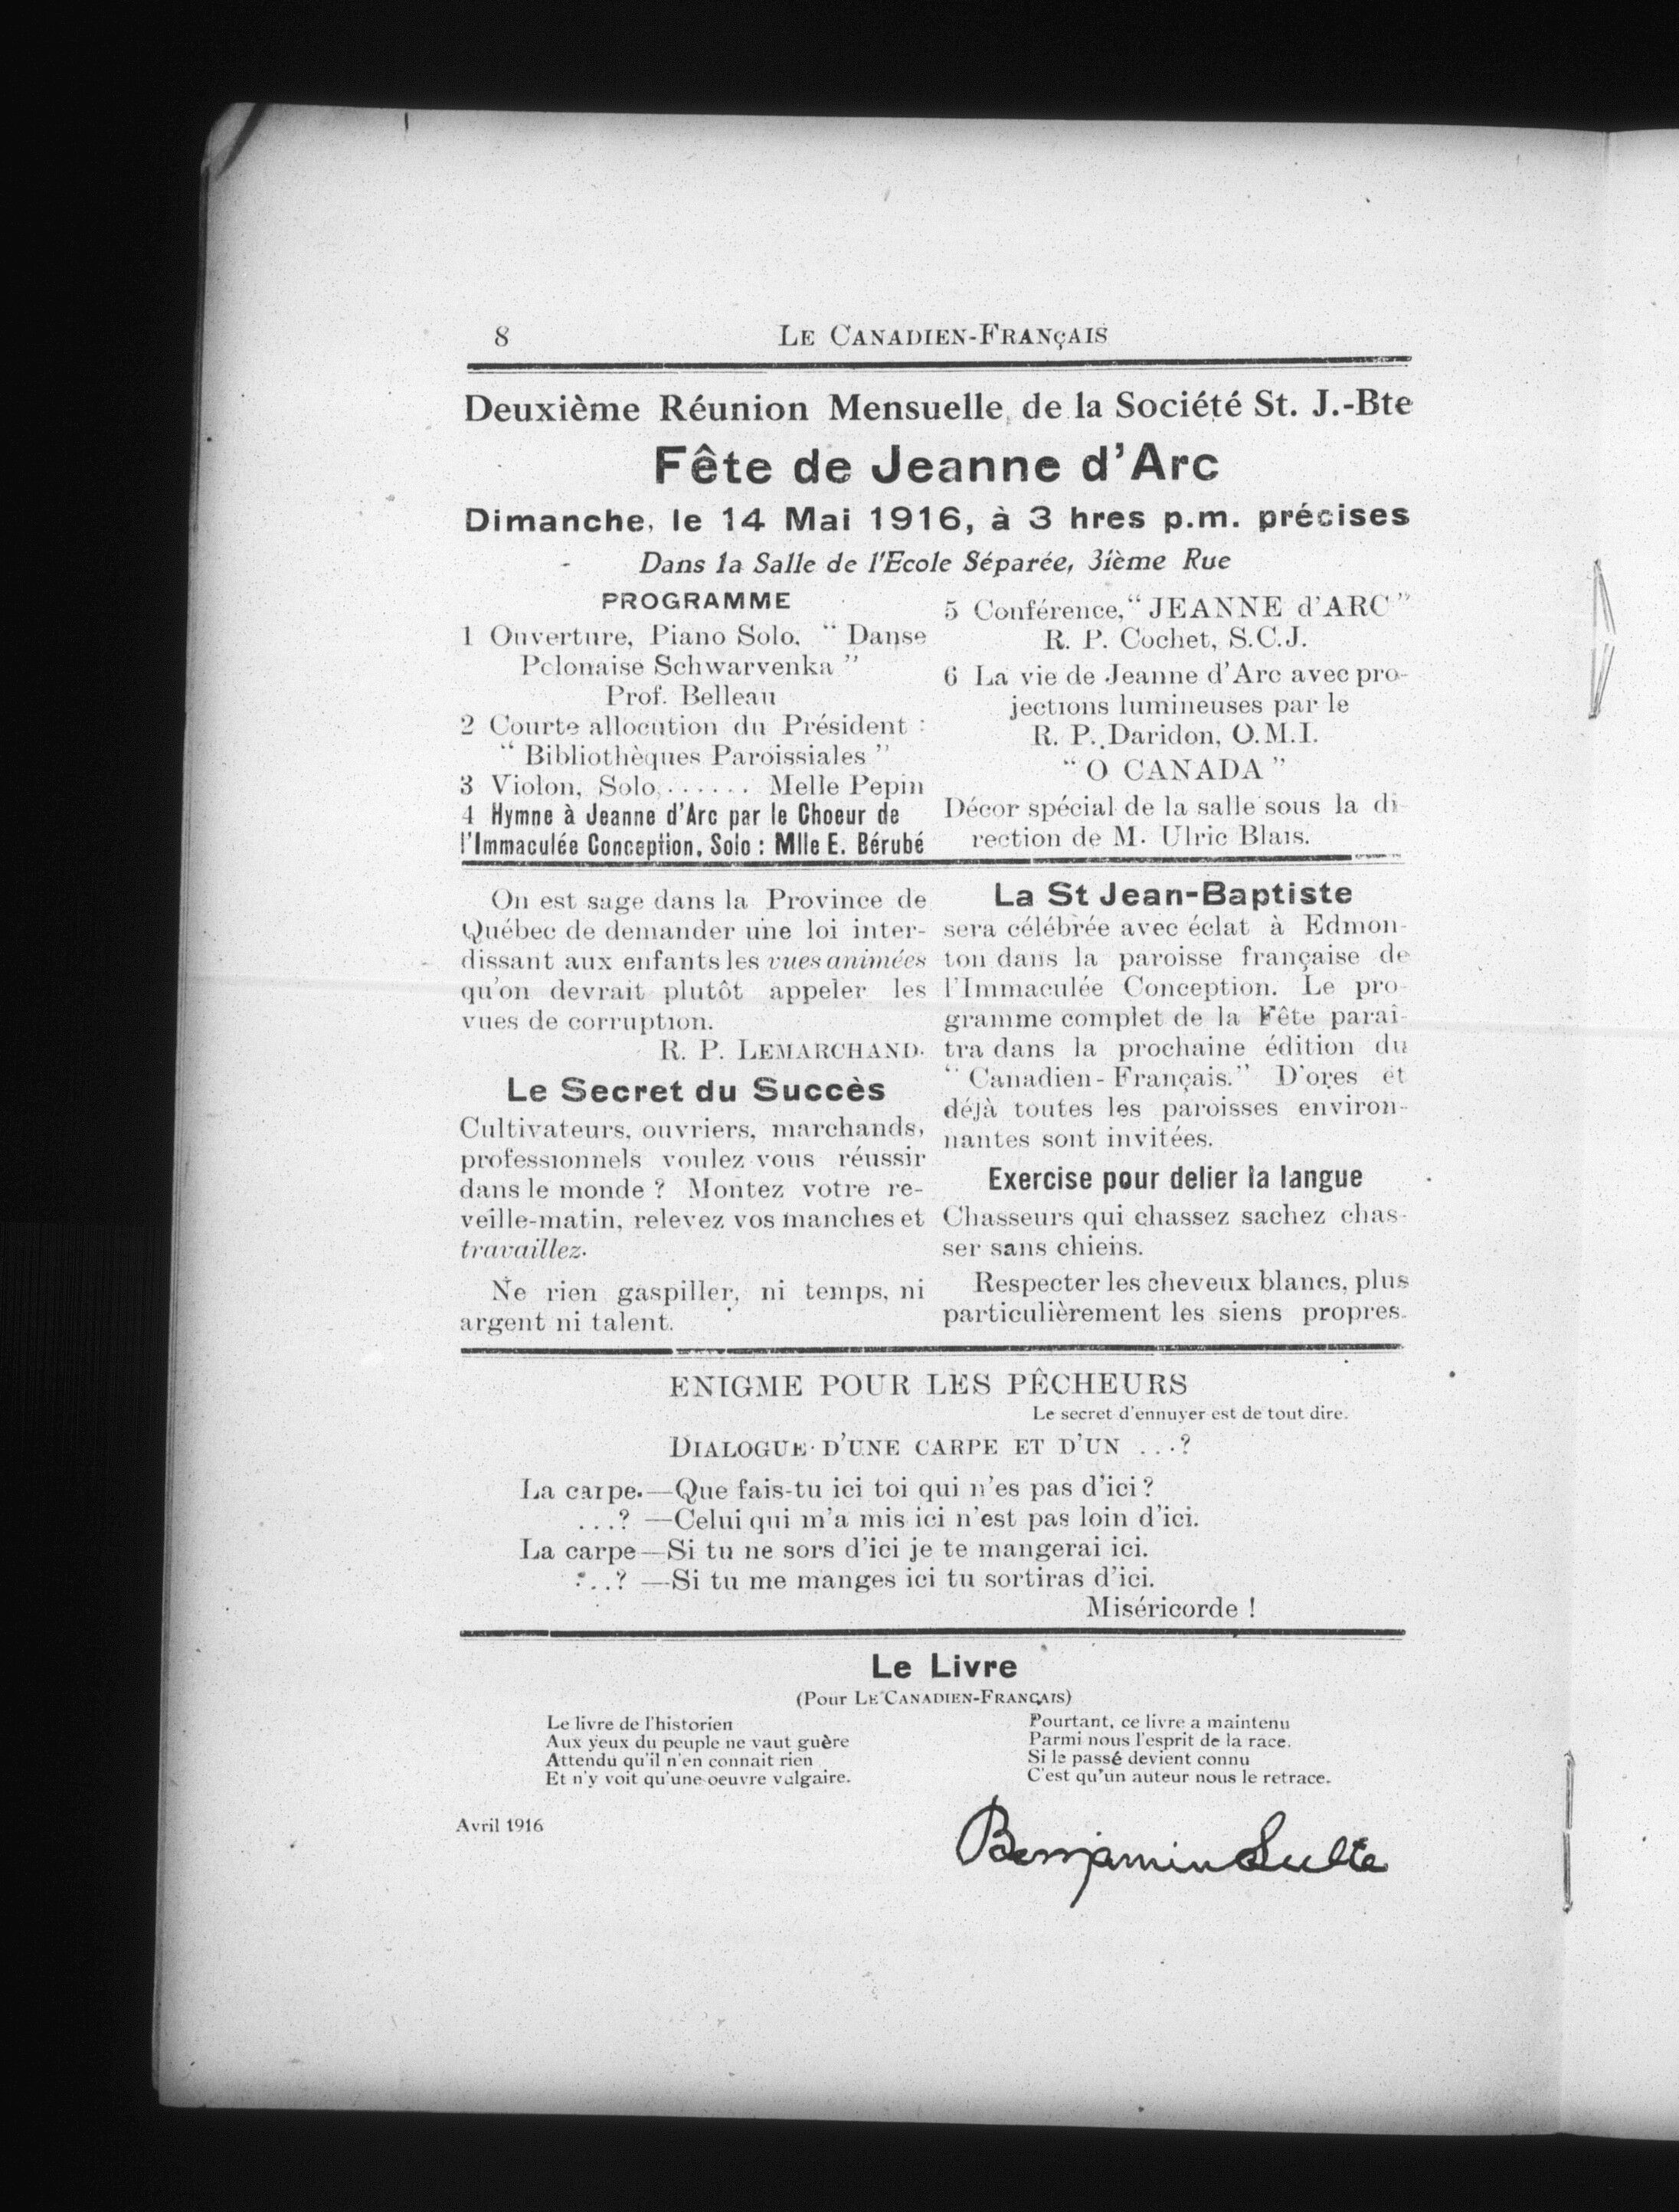 8
LE CANADIEN-FRANçAIS
Deuxième Réunion Mensuelle de la Société St. J.-Bte
Fête de Jeanne d'Arc
Dimanche, le 14 Mai 1916, à 3 hres p.m. précises
Dans la Salle de l'Ecole Séparée, 3ième Rue
PROGRAMME
1 Ouverture, Piano Solo. “ Danse
Polonaise Schwarvenka ”
Prof. Belleau
2 Courte allocution du Président :
“ Bibliothèques Paroissiales ”
3 Violon, Solo,...... Melle Pepin
4 Hymne à Jeanne d'Arc par le Choeur de
l'Immaculée Conception, Solo : Mlle E. Bérubé
5 Conférence,“ JEANNE d'ARC ”
R. P. Cochet, S.C.J.
6 La vie de Jeanne d'Arc avec pro-
jections lumineuses par le
R. P. Daridon, O.M.I.
“ O CANADA ”
Décor spécial de la salle sous la di-
rection de M. Ulric Blais.
On est sage dans la Province de
Québec de demander une loi inter-
dissant aux enfants les vues animées
qu'on devrait plutôt appeler les
vues de corruption.
R. P. LEMARCHAND.
Le Secret du Succès
Cultivateurs, ouvriers, marchands,
professionnels voulez vous réussir
dans le monde ? Montez votre re-
veille-matin, relevez vos manches et
travaillez.
Ne rien gaspiller, ni temps, ni
argent ni talent.
La St Jean-Baptiste
sera célébrée avec éclat à Edmon-
ton dans la paroisse française de
l'Immaculée Conception. Le pro-
gramme complet de la Fête parai-
tra dans la prochaine édition du
“ Canadien-Français.” D'ores et
déjà toutes les paroisses environ-
nantes sont invitées.
Exercise pour delier la langue
Chasseurs qui chassez sachez chas-
ser sans chiens.
Respecter les cheveux blancs, plus
particulièrement les siens propres.
ENIGME POUR LES PÊCHEURS
Le secret d'ennuyer est de tout dire.
DIALOGUE D'UNE CARPE ET D'UN ...?
La carpe.—Que fais-tu ici toi qui n'es pas d'ici ?
...? —Celui qui m'a mis ici n'est pas loin d'ici.
La carpe—Si tu ne sors d'ici je te mangerai ici.
...? —Si tu me manges ici tu sortiras d'ici.
Miséricorde !
Le Livre
(Pour LE CANADIEN-FRANÇAIS)
Le livre de l'historien
Aux yeux du peuple ne vaut guère
Attendu qu'il n'en connait rien
Et n'y voit qu'une oeuvre vulgaire.
Pourtant, ce livre a maintenu
Parmi nous l'esprit de la race.
Si le passé devient connu
C'est qu'un auteur nous le retrace.
Avril 1916
Benjamin Sulte